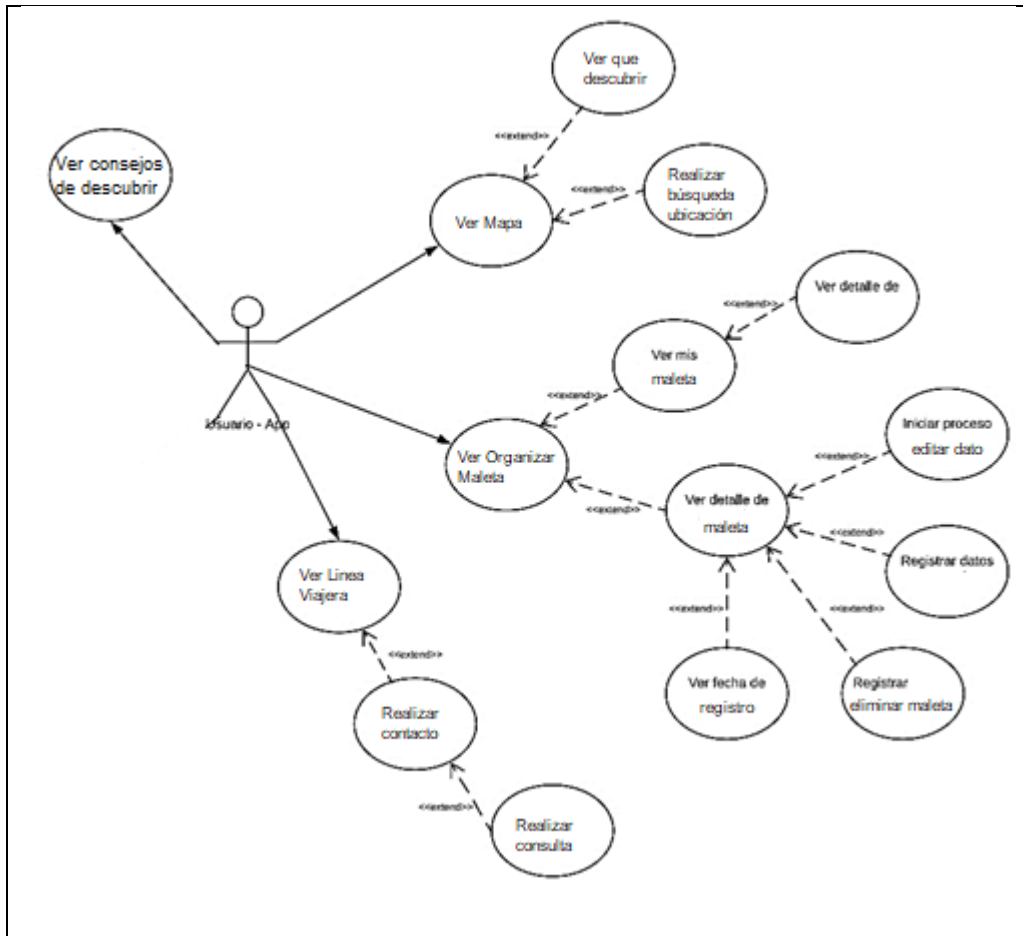 Ver que
descubrir
<<extend>>
Ver consejos
de descubrir
Realizar
búsqueda
ubicación
<<extend>>
Ver Mapa
Ver detalle de
<<extend>>
Ver mis
maleta
<<extend>>
Usuario - App
Iniciar proceso
editar dato
<<extend>>
Ver Organizar
Maleta
Ver detalle de
maleta
<<extend>>
<<extend>>
Registrar datos
Ver Linea
Viajera
<<extend>>
<<extend>>
<<extend>>
Ver fecha de
registro
Registrar
eliminar maleta
Realizar
contacto
<<extend>>
Realizar
consulta